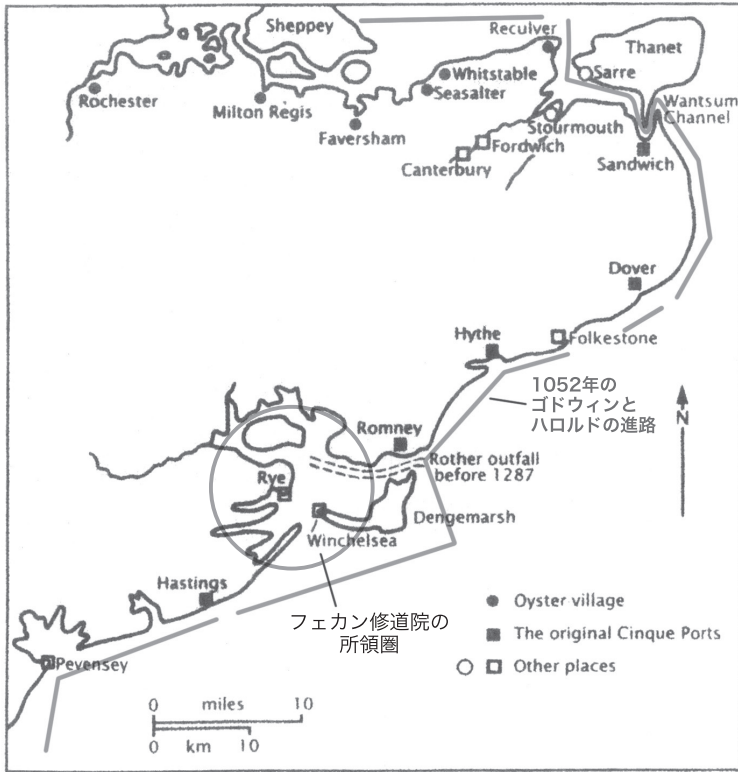 Sheppey
Reculver
Thanet
Whitstable
Sarre
Rochester
Seasalter
Milton Regis
Wantsum
Channel
Faversham
Stourmouth
Fordwich
Canterbury
Sandwich
Dover
Hythe
Folkestone
1052年の
ゴドウィンと
ハロルドの進路
N
Romney
Rother outfall
before 1287
Rye
Dengemarsh
Winchelsea
Hastings
フェカン修道院の
所領圏
Oyster village
The original Cinque Ports
Other places
Pevensey
0 miles 10
0 km 10